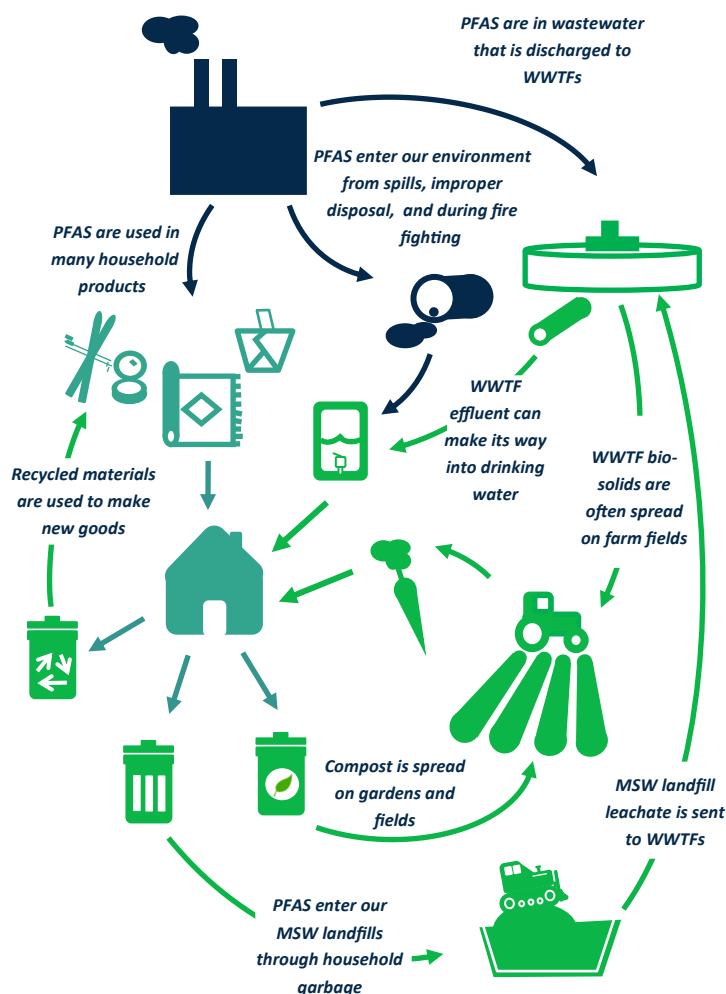 PFAS are in wastewater
that is discharged to
WWTFs
PFAS enter our environment
from spills, improper
disposal, and during fire
fighting
PFAS are used in
many household
products
WWTF
effluent can
make its way
into drinking
water
WWTF bio-
solids are
often spread
on farm fields
Recycled materials
are used to make
new goods
Compost is spread
on gardens and
fields
MSW landfill
leachate is sent
to WWTFs
PFAS enter our
MSW landfills
through household
garbage